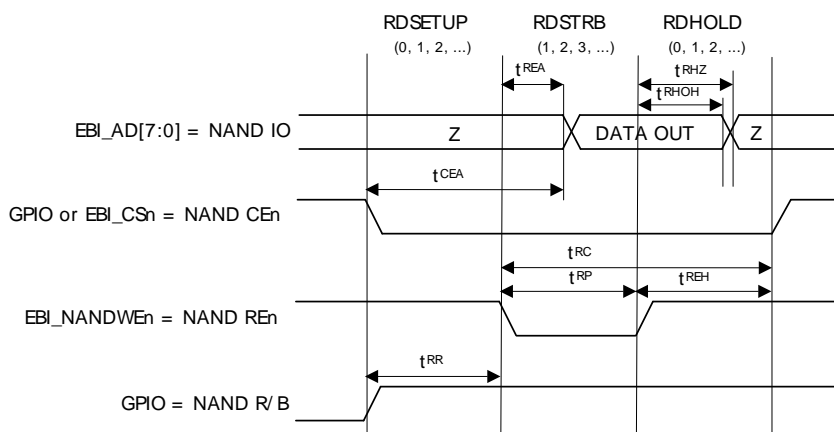 RDSETUP RDSTRB RDHOLD
(0, 1, 2, ...) (1, 2, 3, ...) (0, 1, 2, ...)
tREA tRHZ
tRHOH
EBI_AD[7:0] = NAND IO Z DATA OUT Z
tCEA
GPIO or EBI_CSn = NAND CEn
tRC
tRP tREH
EBI_NANDWEn = NAND REn
tRR
GPIO = NAND R/B